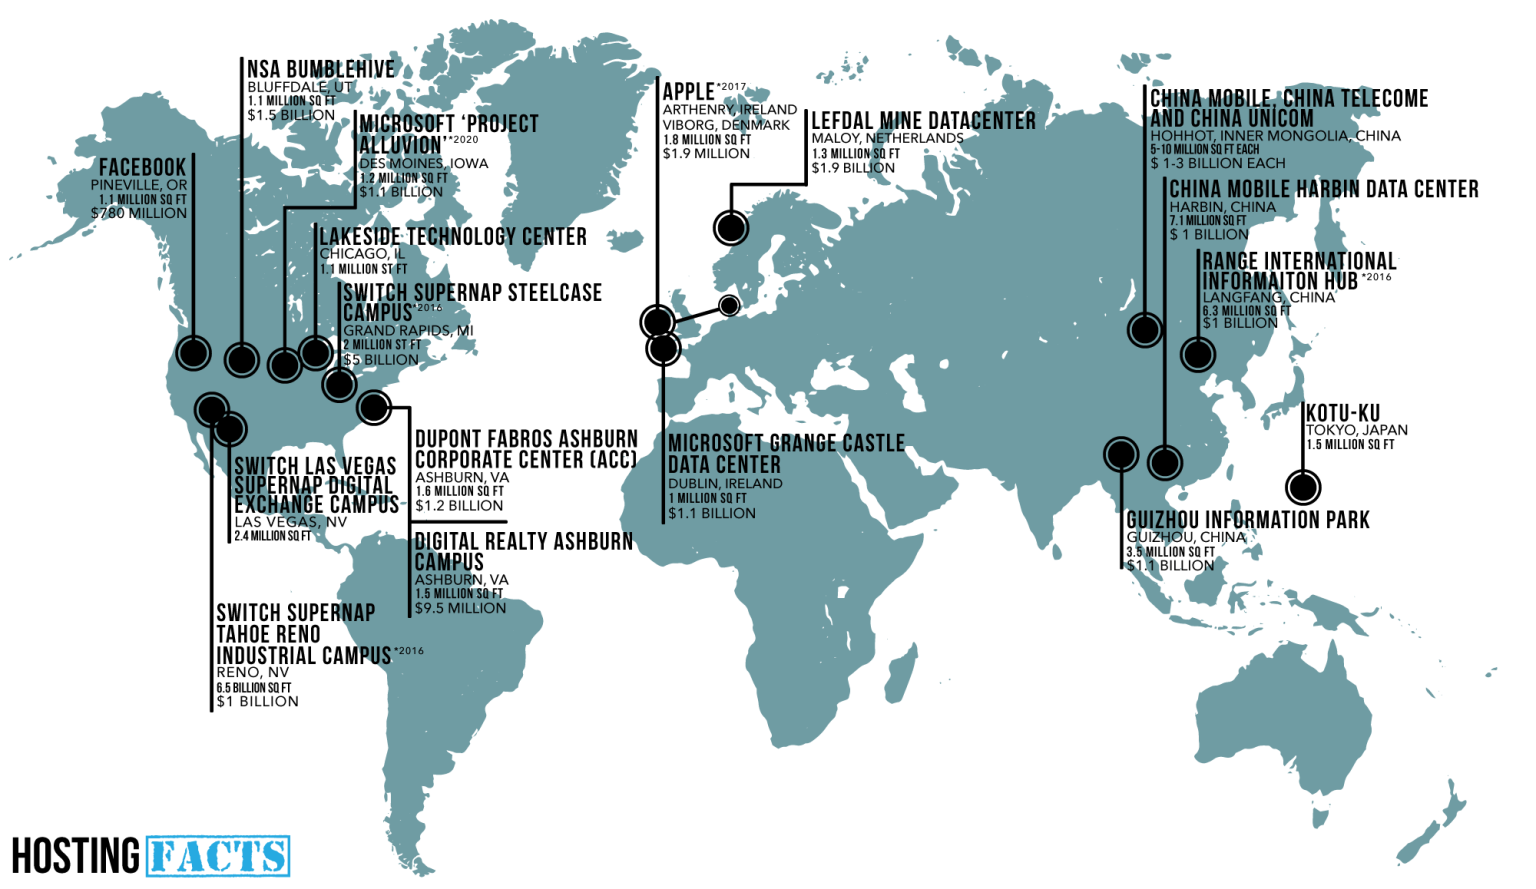 NSA BUMBLEHIVE
BLUFFDALE, UT
1.1 MILLION SQ FT
$1.5 BILLION
MICROSOFT ‘PROJECT
ALLUVION’'*2020
DES MOINES, IOWA
1.2 MILLION SQ FT
$1.1 BILLION
FACEBOOK
PINEVILLE, OR
1.1 MILLION SQ FT
$780 MILLION
LAKESIDE TECHNOLOGY CENTER
CHICAGO, IL
1.1 MILLION ST FT
SWITCH SUPERNAP STEELCASE
CAMPUS*2016
GRAND RAPIDS, MI
2 MILLION ST FT
$5 BILLION
APPLE*2017
ARTHENRY, IRELAND
VIBORG, DENMARK
1.8 MILLION SQ FT
$1.9 MILLION
LEFDAL MINE DATACENTER
MALOY, NETHERLANDS
1.3 MILLION SQ FT
$1.9 BILLION
CHINA MOBILE, CHINA TELECOME
AND CHINA UNICOM
HOHHOT, INNER MONGOLIA, CHINA
5-10 MILLION SQ FT EACH
$ 1-3 BILLION EACH
CHINA MOBILE HARBIN DATA CENTER
HARBIN, CHINA
7.1 MILLION SQ FT
$ 1 BILLION
RANGE INTERNATIONAL
INFORMAITON HUB*2016
LANGFANG, CHINA
6.3 MILLION SQ FT
$1 BILLION
KOTU-KU
TOKYO, JAPAN
1.5 MILLION SQ FT
DUPONT FABROS ASHBURN
CORPORATE CENTER (ACC)
ASHBURN, VA
1.6 MILLION SQ FT
$1.2 BILLION
MICROSOFT GRANGE CASTLE
DATA CENTER
DUBLIN, IRELAND
1 MILLION SQ FT
$1.1 BILLION
SWITCH LAS VEGAS
SUPERNAP DIGITAL
EXCHANGE CAMPUS
LAS VEGAS, NV
2.4 MILLION SQ FT
GUIZHOU INFORMATION PARK
GUIZHOU, CHINA
3.5 MILLION SQ FT
$1.1 BILLION
DIGITAL REALTY ASHBURN
CAMPUS
ASHBURN, VA
1.5 MILLION SQ FT
$9.5 MILLION
SWITCH SUPERNAP
TAHOE RENO
INDUSTRIAL CAMPUS*2016
RENO, NV
6.5 BILLION SQ FT
$1 BILLION
HOSTING FACTS